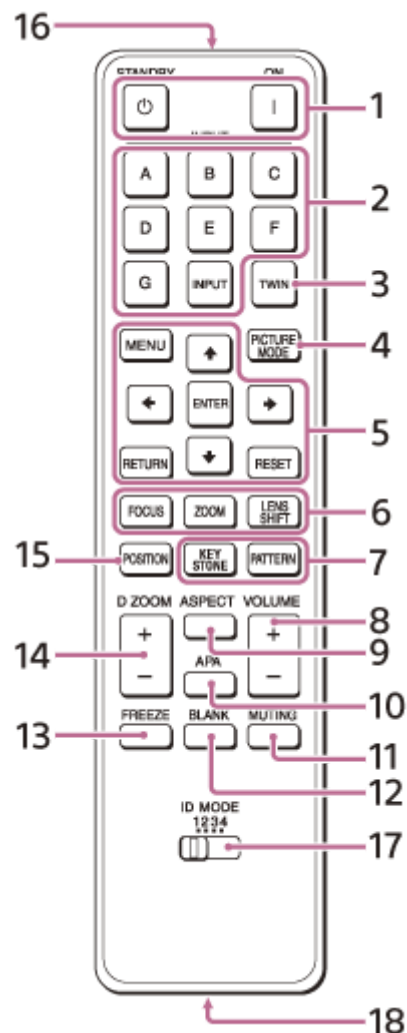 16
STANDBY ON
1
INPUT
A B C
2
D E F
G INPUT TWIN
3
MENU PICTURE MODE
4
ENTER
5
RETURN RESET
FOCUS ZOOM LENS SHIFT
6
15
POSITION KEY STONE PATTERN
7
D ZOOM ASPECT VOLUME
8
+ +
9
14
APA
- -
10
FREEZE BLANK MUTING
13
11
12
ID MODE
1234
17
18